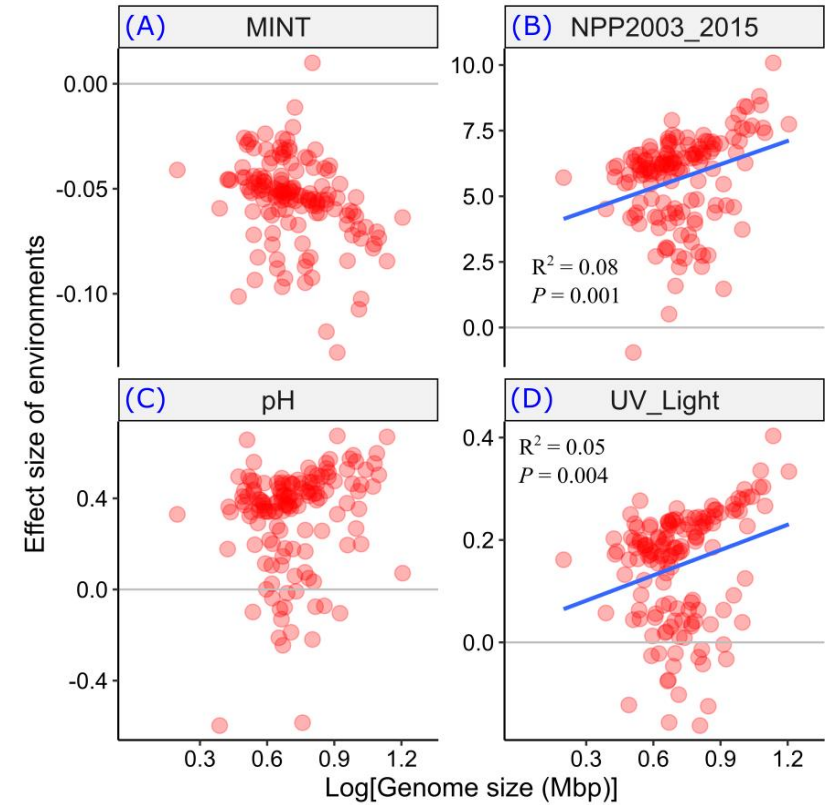 (A) MINT
(B) NPP2003_2015
0.00
-0.05
-0.10
10.0
7.5
5.0
2.5
0.0
R² = 0.08
P = 0.001
Effect size of environments
(C) pH
(D) UV_Light
0.4
0.0
-0.4
0.4
0.2
0.0
R² = 0.05
P = 0.004
0.3 0.6 0.9 1.2
0.3 0.6 0.9 1.2
Log[Genome size (Mbp)]